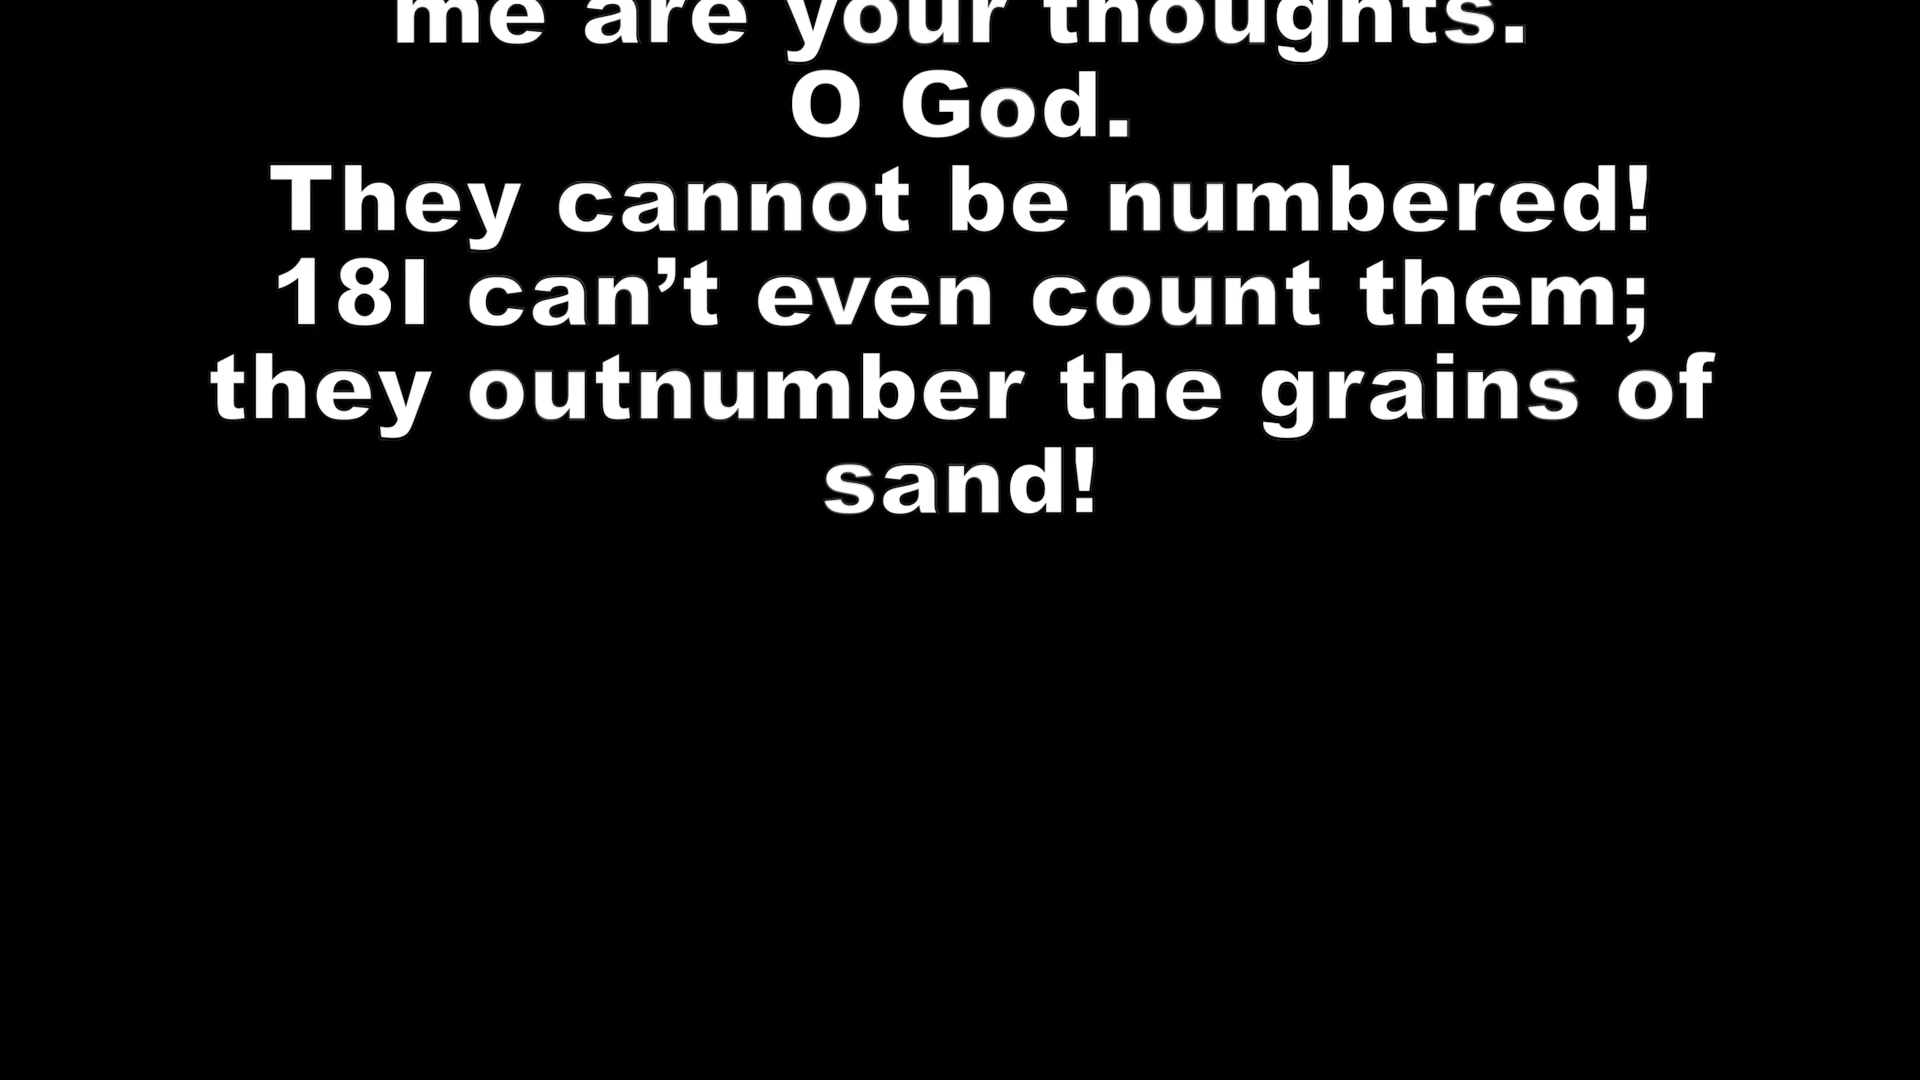 me are your thoughts.
O God.
They cannot be numbered!
18I can’t even count them;
they outnumber the grains of
sand!